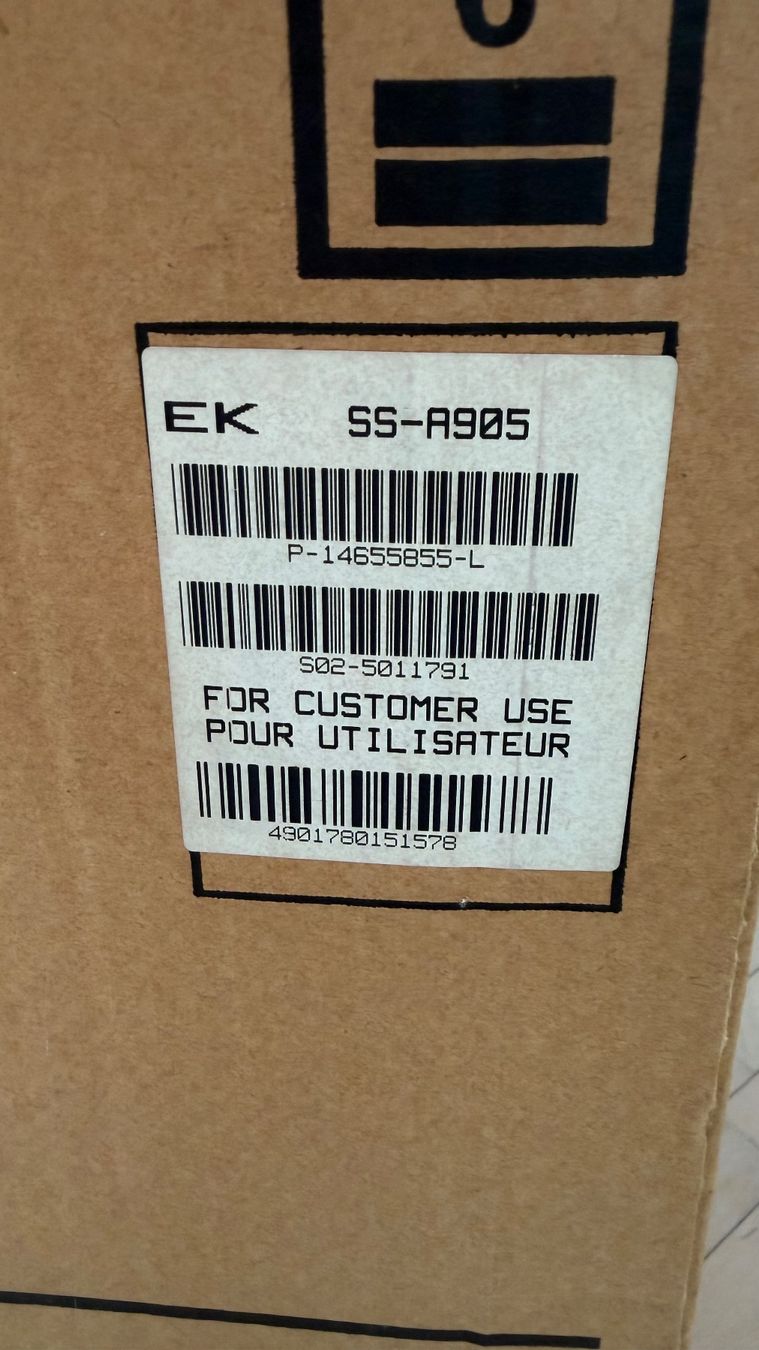 EK SS-A905
P-14655855-L
S02-5011791
FOR CUSTOMER USE
POUR UTILISATEUR
4901780151578